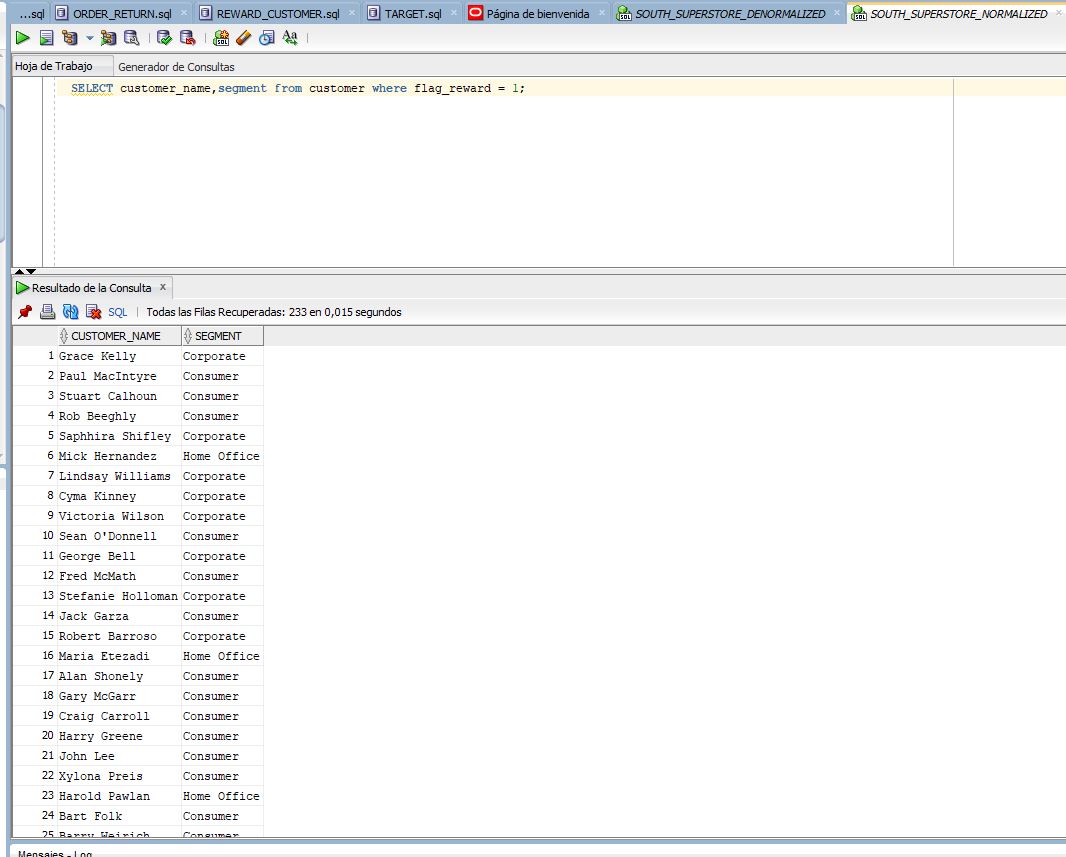 ...sql ORDER_RETURN.sql REWARD_CUSTOMER.sql TARGET.sql Página de bienvenida SOUTH_SUPERSTORE_DENORMALIZED SOUTH_SUPERSTORE_NORMALIZED
Hoja de Trabajo Generador de Consultas
SELECT customer_name,segment from customer where flag_reward = 1;
Resultado de la Consulta x
SQL Todas las Filas Recuperadas: 233 en 0,015 segundos
CUSTOMER_NAME SEGMENT
1 Grace Kelly Corporate
2 Paul MacIntyre Consumer
3 Stuart Calhoun Consumer
4 Rob Beeghly Consumer
5 Saphhira Shifley Corporate
6 Mick Hernandez Home Office
7 Lindsay Williams Corporate
8 Cyma Kinney Corporate
9 Victoria Wilson Corporate
10 Sean O'Donnell Consumer
11 George Bell Corporate
12 Fred McMath Consumer
13 Stefanie Holloman Corporate
14 Jack Garza Consumer
15 Robert Barroso Corporate
16 Maria Etezadi Home Office
17 Alan Shonely Consumer
18 Gary McGarr Consumer
19 Craig Carroll Consumer
20 Harry Greene Consumer
21 John Lee Consumer
22 Xylona Preis Consumer
23 Harold Pawlan Home Office
24 Bart Folk Consumer
25 Barry Weirich Consumer
Mensajes - Log